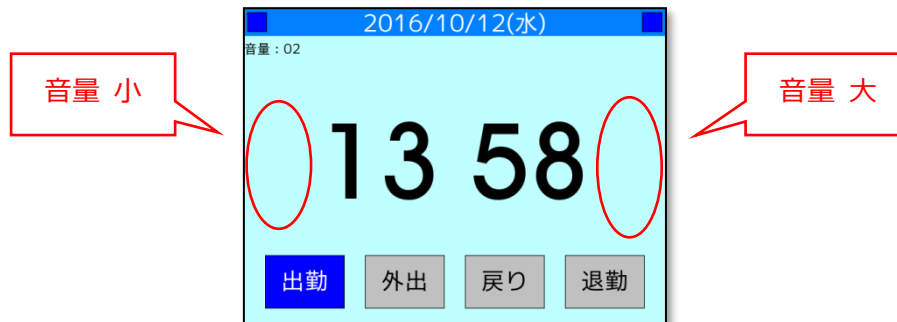 2016/10/12(水)
音量：02
音量 小
音量 大
13 58
出勤 外出 戻り 退勤